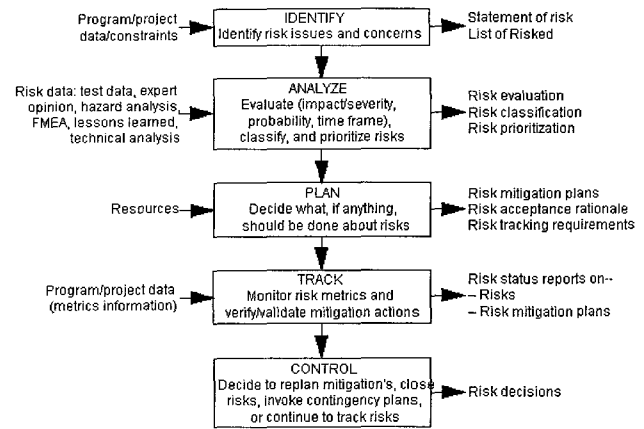 Program/project
data/constraints
IDENTIFY
Identify risk issues and concerns
Statement of risk
List of Risked
Risk data: test data, expert
opinion, hazard analysis,
FMEA, lessons learned,
technical analysis
ANALYZE
Evaluate (impact/severity,
probability, time frame),
classify, and prioritize risks
Risk evaluation
Risk classification
Risk prioritization
Resources
PLAN
Decide what, if anything,
should be done about risks
Risk mitigation plans
Risk acceptance rationale
Risk tracking requirements
Program/project data
(metrics information)
TRACK
Monitor risk metrics and
verify/validate mitigation actions
Risk status reports on--
– Risks
– Risk mitigation plans
CONTROL
Decide to replan mitigation's, close
risks, invoke contingency plans,
or continue to track risks
Risk decisions